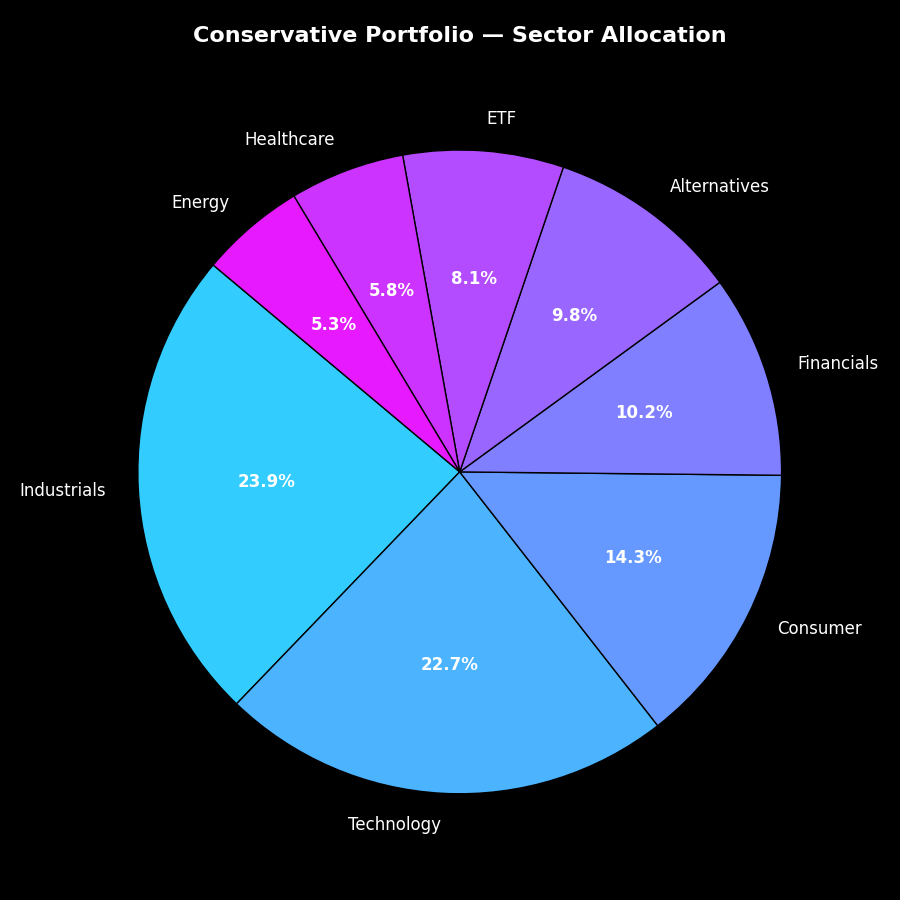 Conservative Portfolio — Sector Allocation
ETF
Healthcare
Alternatives
Energy
8.1%
5.8%
9.8%
5.3%
Financials
10.2%
23.9%
Industrials
14.3%
Consumer
22.7%
Technology